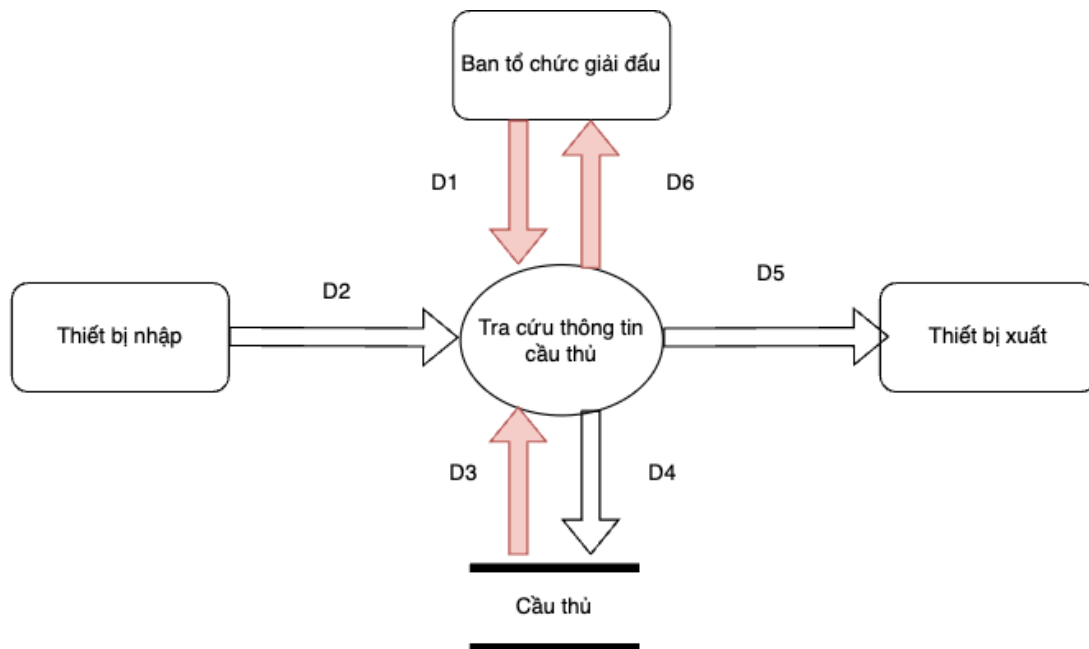 Ban tổ chức giải đấu
D1
D6
D2
D5
Thiết bị nhập
Tra cứu thông tin
cầu thủ
Thiết bị xuất
D3
D4
Cầu thủ